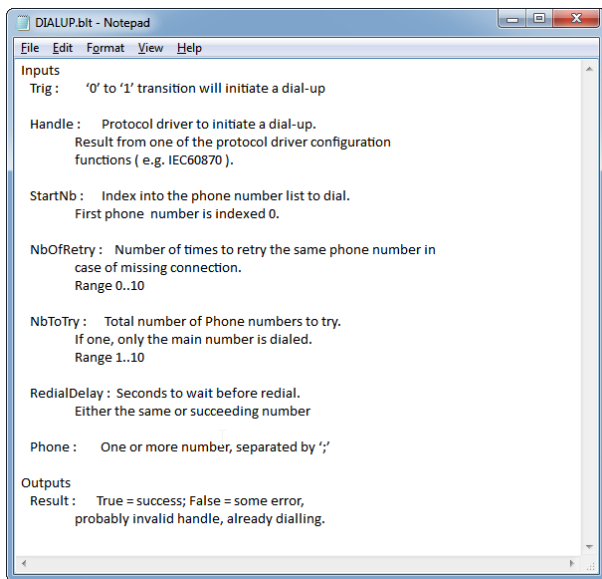 DIALUP.blt - Notepad
File Edit Format View Help
Inputs
Trig : ‘0’ to ‘1’ transition will initiate a dial-up
Handle : Protocol driver to initiate a dial-up.
Result from one of the protocol driver configuration
functions ( e.g. IEC60870 ).
StartNb : Index into the phone number list to dial.
First phone number is indexed 0.
NbOfRetry : Number of times to retry the same phone number in
case of missing connection.
Range 0..10
NbToTry : Total number of Phone numbers to try.
If one, only the main number is dialed.
Range 1..10
RedialDelay : Seconds to wait before redial.
Either the same or succeeding number
Phone : One or more number, separated by ‘;’
Outputs
Result : True = success; False = some error,
probably invalid handle, already dialling.